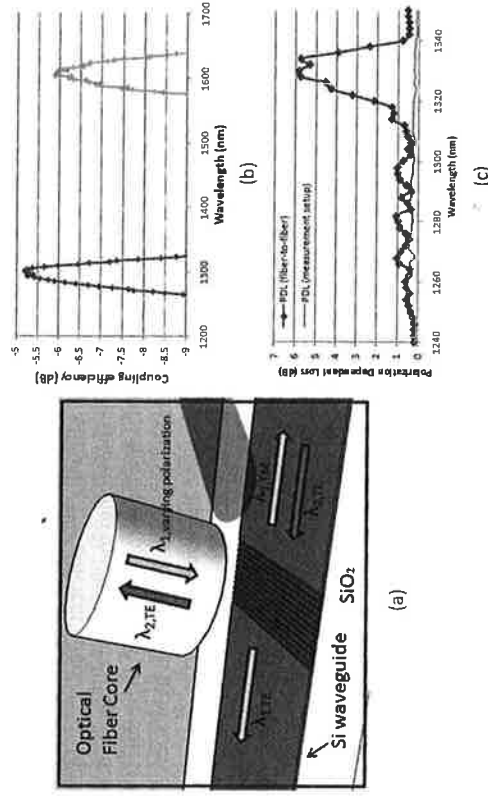 Optical
Fiber Core
λ2,TE
λ1,varying polarization
λ1,TE
λ1,TM
λ2,TE
SiO2
Si waveguide
(a)
Coupling efficiency (dB)
-5
-5.5
-6
-6.5
-7
-7.5
-8
-8.5
-9
1200
1300
1400
1500
1600
1700
Wavelength (nm)
(b)
Polarization Dependent Loss (dB)
7
6
5
4
3
2
1
0
PDL (fiber-to-fiber)
PDL (measurement setup)
1240
1260
1280
1300
1320
1340
Wavelength (nm)
(c)